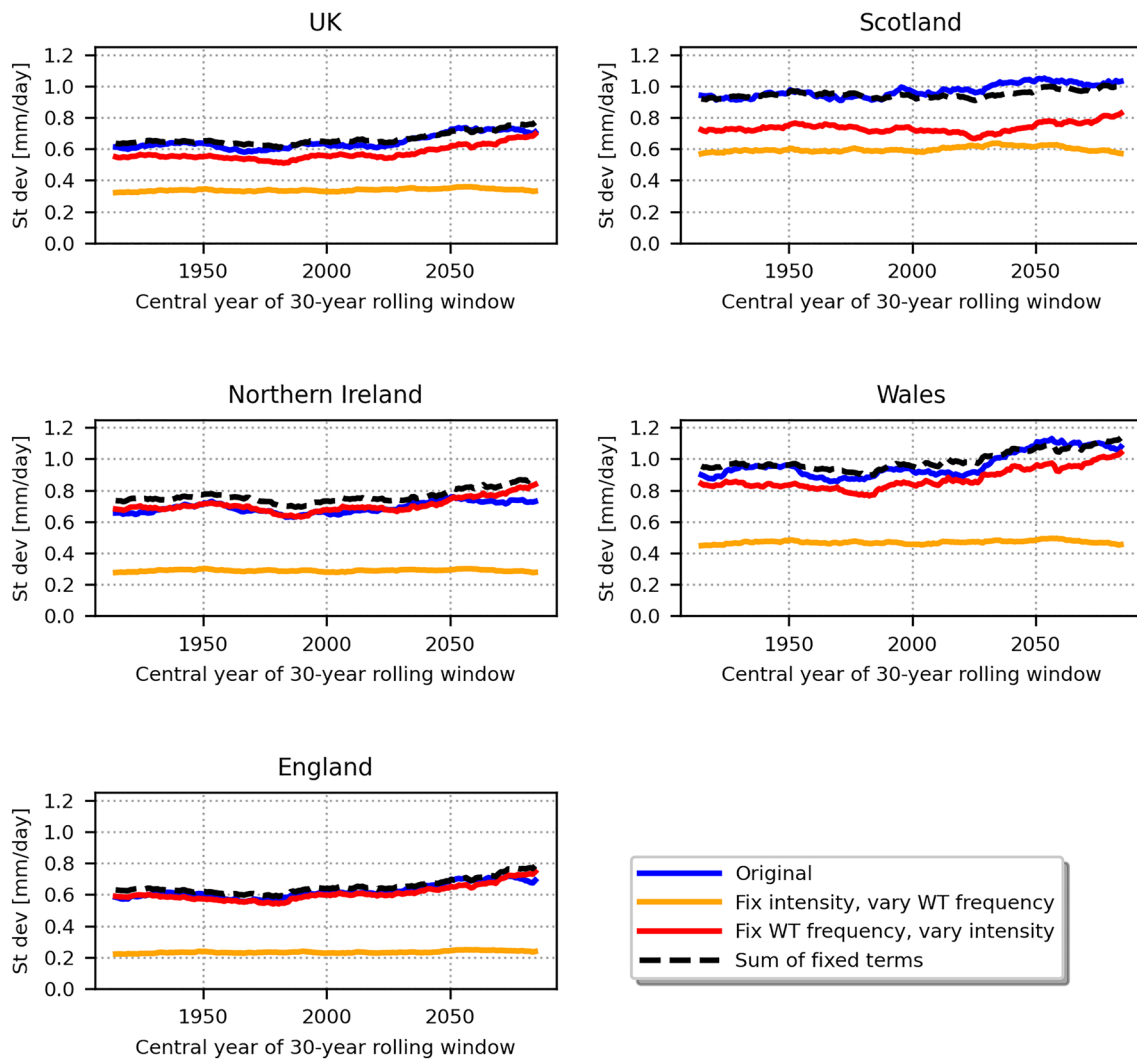 UK
1.2
1.0
0.8
0.6
0.4
0.2
0.0
St dev [mm/day]
1950 2000 2050
Central year of 30-year rolling window
Scotland
1.2
1.0
0.8
0.6
0.4
0.2
0.0
St dev [mm/day]
1950 2000 2050
Central year of 30-year rolling window
Northern Ireland
1.2
1.0
0.8
0.6
0.4
0.2
0.0
St dev [mm/day]
1950 2000 2050
Central year of 30-year rolling window
Wales
1.2
1.0
0.8
0.6
0.4
0.2
0.0
St dev [mm/day]
1950 2000 2050
Central year of 30-year rolling window
England
1.2
1.0
0.8
0.6
0.4
0.2
0.0
St dev [mm/day]
1950 2000 2050
Central year of 30-year rolling window
Original
Fix intensity, vary WT frequency
Fix WT frequency, vary intensity
Sum of fixed terms